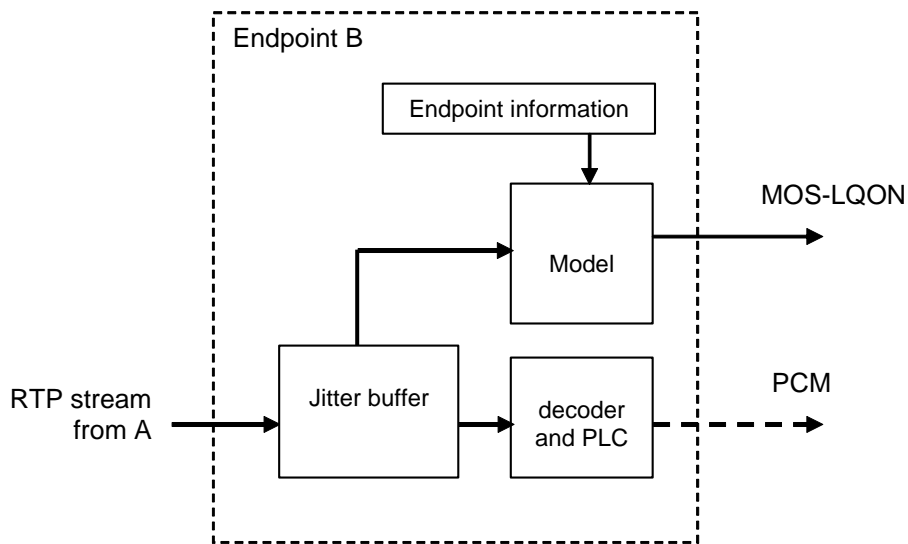 Endpoint B
Endpoint information
MOS-LQON
Model
Jitter buffer
RTP stream
from A
decoder
and PLC
PCM